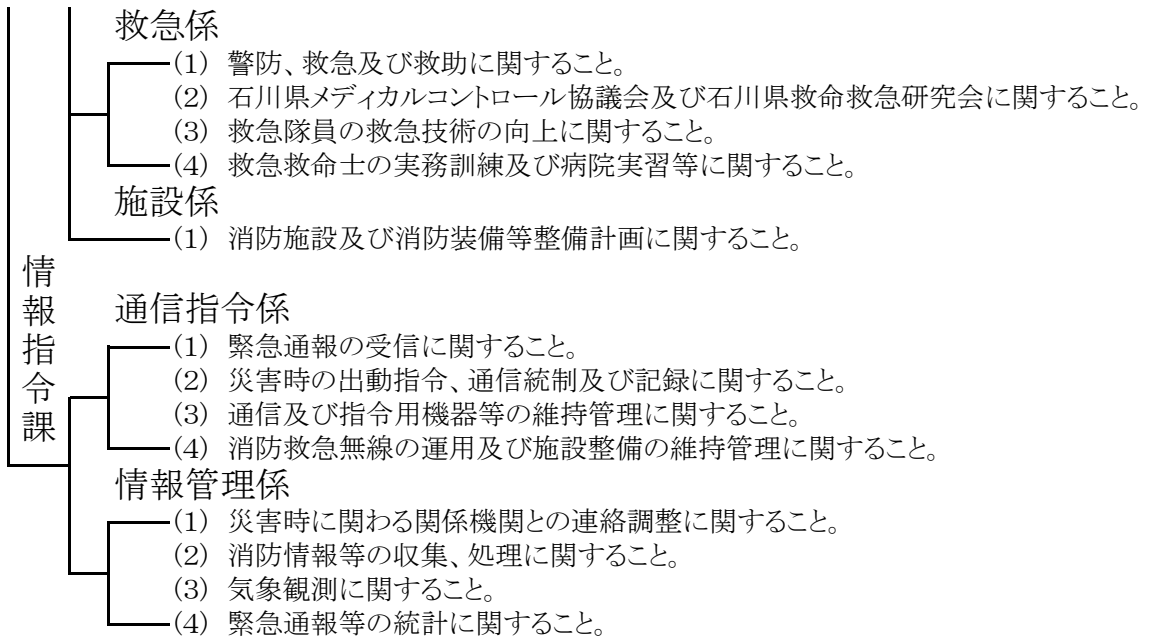 救急係
(1) 警防、救急及び救助に関すること。
(2) 石川県メディカルコントロール協議会及び石川県救命救急研究会に関すること。
(3) 救急隊員の救急技術の向上に関すること。
(4) 救急救命士の実務訓練及び病院実習等に関すること。
施設係
(1) 消防施設及び消防装備等整備計画に関すること。
情報指令課
通信指令係
(1) 緊急通報の受信に関すること。
(2) 災害時の出動指令、通信統制及び記録に関すること。
(3) 通信及び指令用機器等の維持管理に関すること。
(4) 消防救急無線の運用及び施設整備の維持管理に関すること。
情報管理係
(1) 災害時に関わる関係機関との連絡調整に関すること。
(2) 消防情報等の収集、処理に関すること。
(3) 気象観測に関すること。
(4) 緊急通報等の統計に関すること。